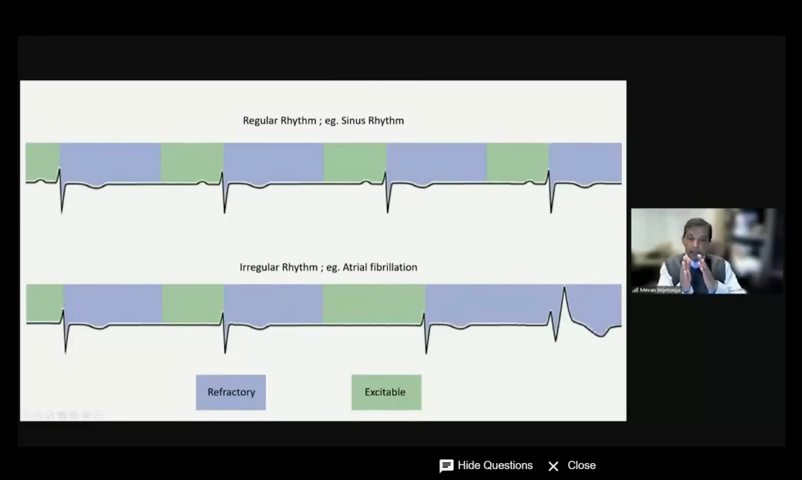 Regular Rhythm ; eg. Sinus Rhythm
Irregular Rhythm ; eg. Atrial fibrillation
Refractory
Excitable
Hide Questions
Close